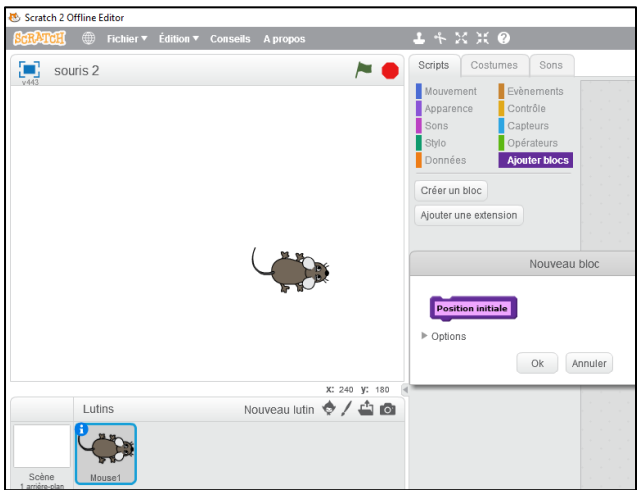 Scratch 2 Offline Editor
SCRATCH Fichier Édition Conseils A propos
souris 2
v443
Scripts Costumes Sons
Mouvement Evènements
Apparence Contrôle
Sons Capteurs
Stylo Opérateurs
Données Ajouter blocs
Créer un bloc
Ajouter une extension
Nouveau bloc
Position initiale
Options
Ok Annuler
X: 240 y: 180
Lutins Nouveau lutin
Scène
1 arrière-plan
Mouse1